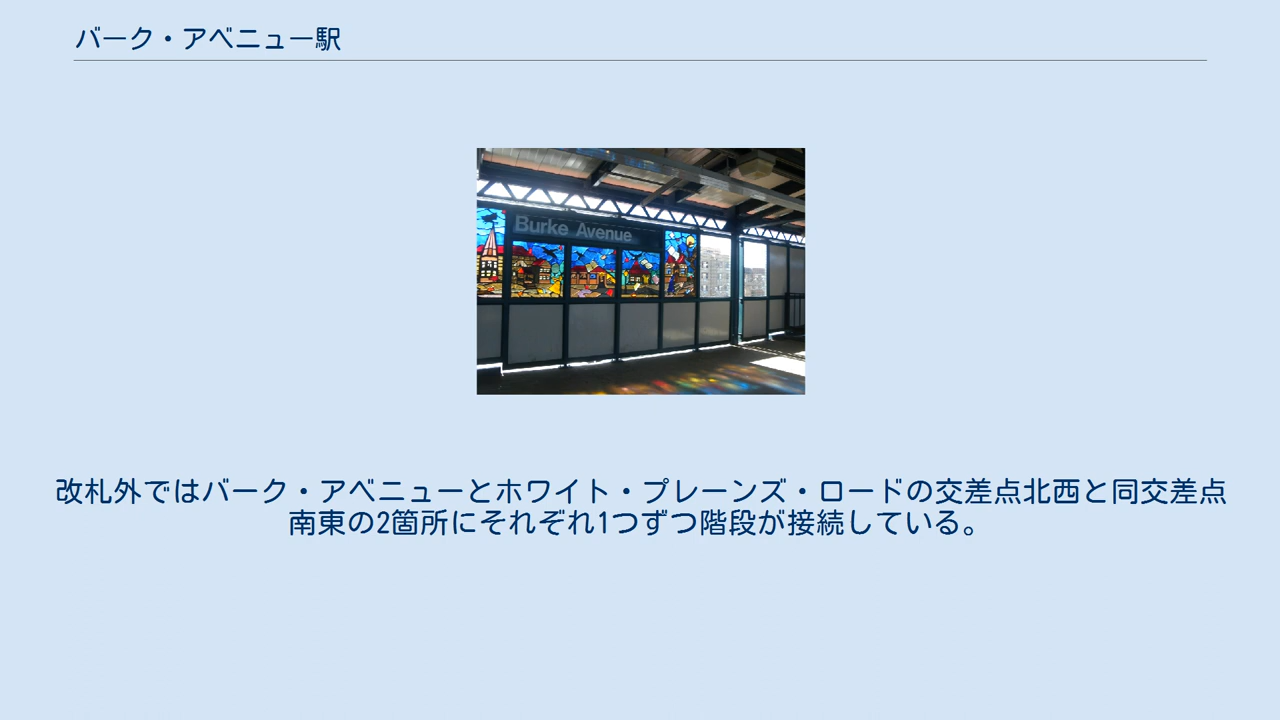 バーク・アベニュー駅
Burke Avenue
改札外ではバーク・アベニューとホワイト・プレーンズ・ロードの交差点北西と同交差点
南東の2箇所にそれぞれ1つずつ階段が接続している。